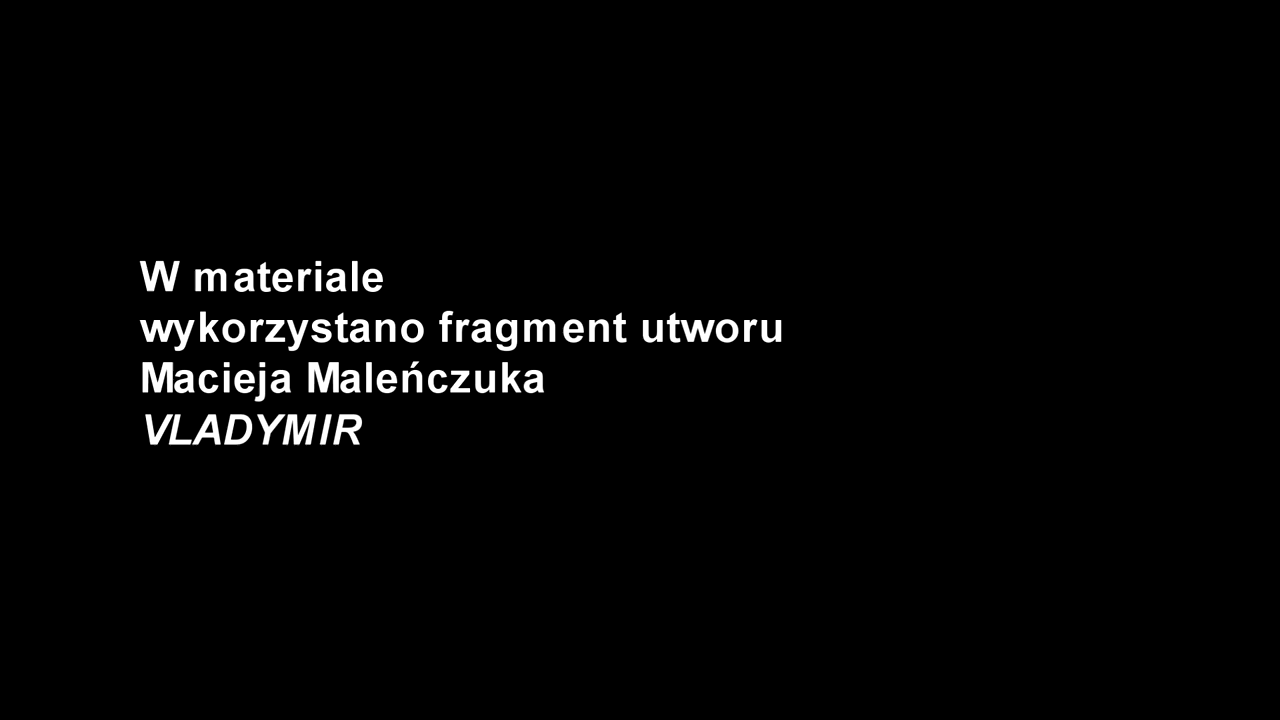 W materiale
wykorzystano fragment utworu
Macieja Maleńczuka
VLADYMIR